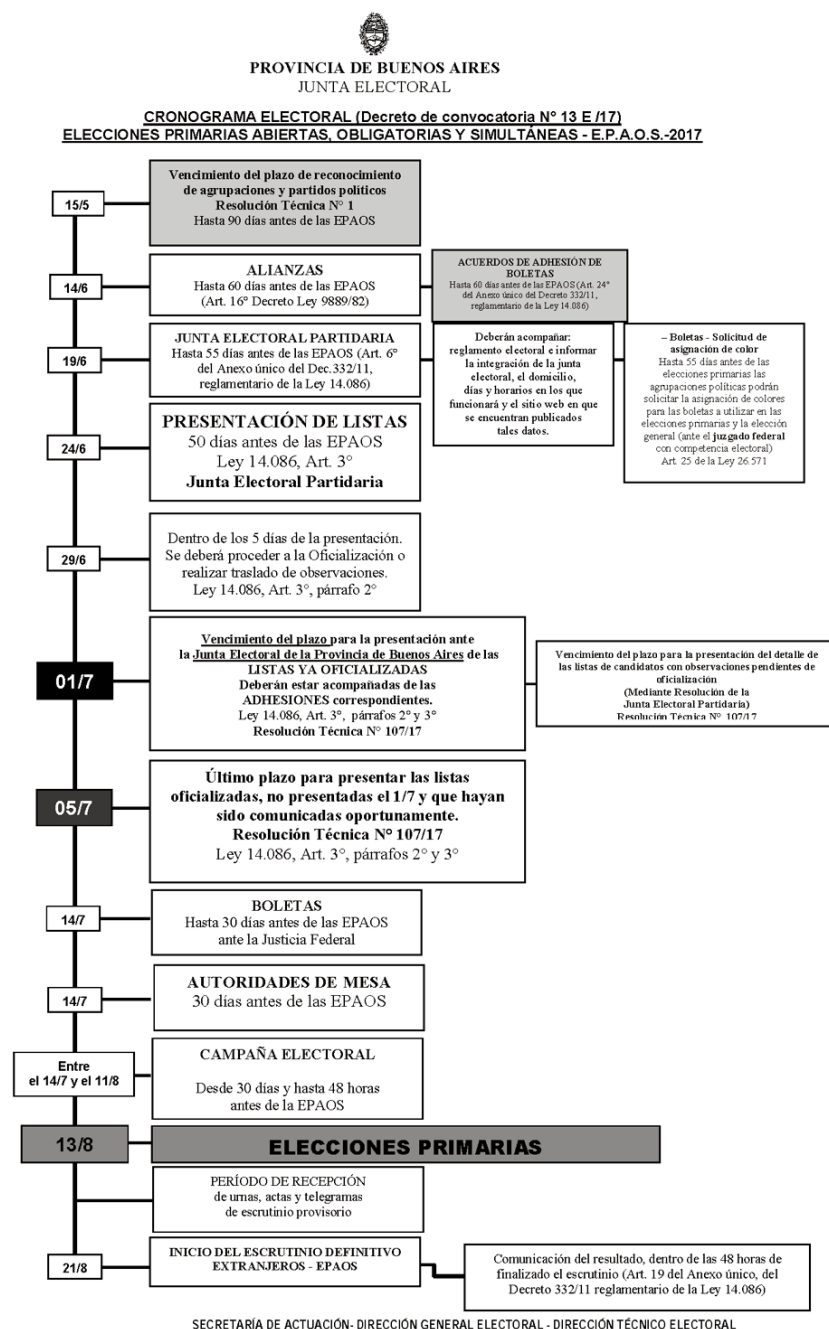 PROVINCIA DE BUENOS AIRES
JUNTA ELECTORAL
CRONOGRAMA ELECTORAL (Decreto de convocatoria Nº 13 E /17)
ELECCIONES PRIMARIAS ABIERTAS, OBLIGATORIAS Y SIMULTÁNEAS - E.P.A.O.S.-2017
15/5
Vencimiento del plazo de reconocimiento
de agrupaciones y partidos políticos
Resolución Técnica N° 1
Hasta 90 días antes de las EPAOS
14/6
ALIANZAS
Hasta 60 días antes de las EPAOS
(Art. 16º Decreto Ley 9889/82)
ACUERDOS DE ADHESIÓN DE
BOLETAS
Hasta 60 días antes de las EPAOS (Art. 24º
del Anexo único del Decreto 332/11,
reglamentario de la Ley 14.086)
19/6
JUNTA ELECTORAL PARTIDARIA
Hasta 55 días antes de las EPAOS (Art. 6º
del Anexo único del Dec.332/11,
reglamentario de la Ley 14.086)
Deberán acompañar:
reglamento electoral e informar
la integración de la junta
electoral, el domicilio,
días y horarios en los que
funcionará y el sitio web en que
se encuentran publicados
tales datos.
– Boletas - Solicitud de
asignación de color
Hasta 55 días antes de las
elecciones primarias las
agrupaciones políticas podrán
solicitar la asignación de colores
para las boletas a utilizar en las
elecciones primarias y la elección
general (ante el juzgado federal
con competencia electoral)
Art. 25 de la Ley 26.571
24/6
PRESENTACIÓN DE LISTAS
50 días antes de las EPAOS
Ley 14.086, Art. 3°
Junta Electoral Partidaria
29/6
Dentro de los 5 días de la presentación.
Se deberá proceder a la Oficialización o
realizar traslado de observaciones.
Ley 14.086, Art. 3°, párrafo 2°
01/7
Vencimiento del plazo para la presentación ante
la Junta Electoral de la Provincia de Buenos Aires de las
LISTAS YA OFICIALIZADAS
Deberán estar acompañadas de las
ADHESIONES correspondientes.
Ley 14.086, Art. 3°, párrafos 2° y 3°
Resolución Técnica N° 107/17
Vencimiento del plazo para la presentación del detalle de
las listas de candidatos con observaciones pendientes de
oficialización
(Mediante Resolución de la
Junta Electoral Partidaria)
Resolución Técnica N° 107/17
05/7
Último plazo para presentar las listas
oficializadas, no presentadas el 1/7 y que hayan
sido comunicadas oportunamente.
Resolución Técnica N° 107/17
Ley 14.086, Art. 3°, párrafos 2° y 3°
14/7
BOLETAS
Hasta 30 días antes de las EPAOS
ante la Justicia Federal
14/7
AUTORIDADES DE MESA
30 días antes de las EPAOS
Entre
el 14/7 y el 11/8
CAMPAÑA ELECTORAL
Desde 30 días y hasta 48 horas
antes de la EPAOS
13/8
ELECCIONES PRIMARIAS
PERÍODO DE RECEPCIÓN
de urnas, actas y telegramas
de escrutinio provisorio
21/8
INICIO DEL ESCRUTINIO DEFINITIVO
EXTRANJEROS - EPAOS
Comunicación del resultado, dentro de las 48 horas de
finalizado el escrutinio (Art. 19 del Anexo único, del
Decreto 332/11 reglamentario de la Ley 14.086)
SECRETARÍA DE ACTUACIÓN- DIRECCIÓN GENERAL ELECTORAL - DIRECCIÓN TÉCNICO ELECTORAL